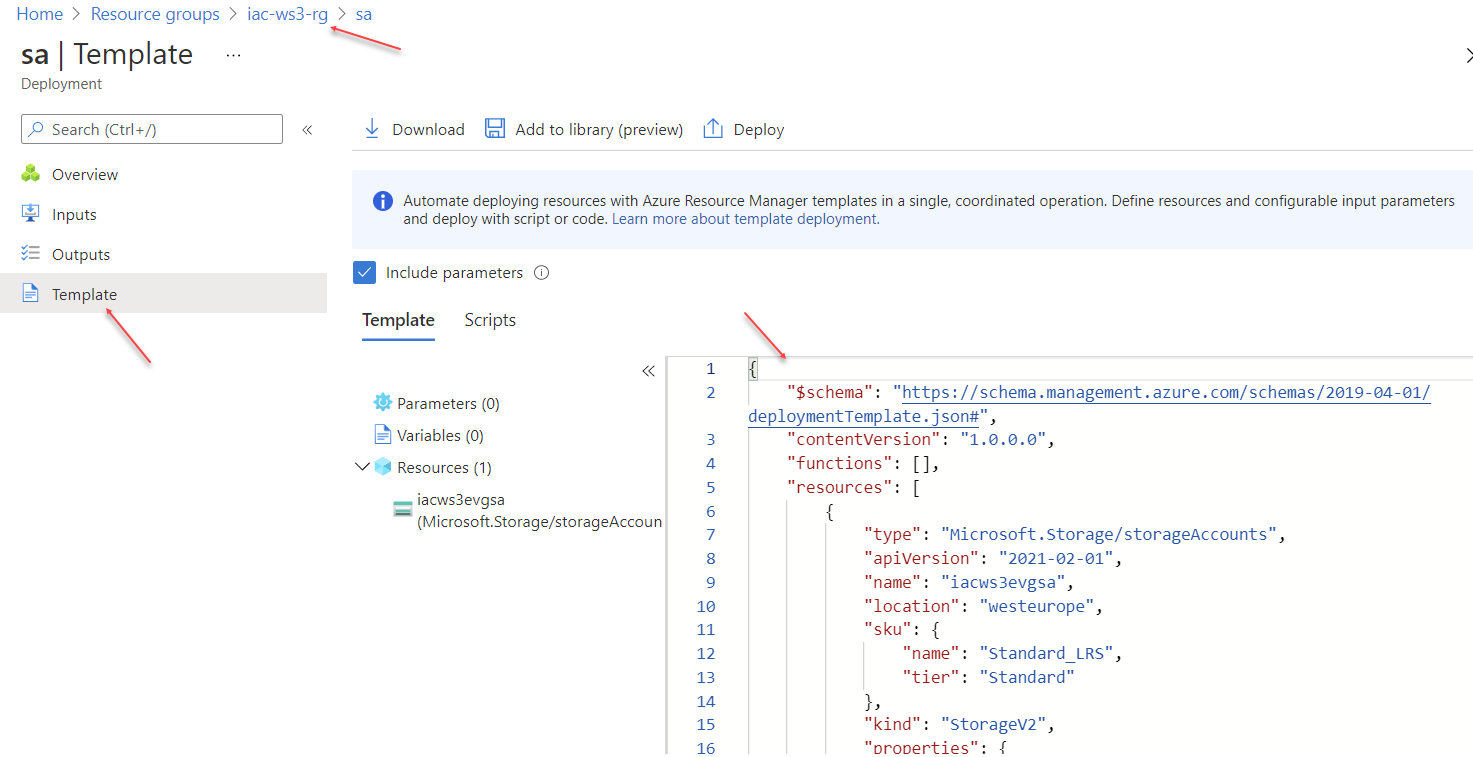 Home > Resource groups > iac-ws3-rg > sa
sa | Template ...
Deployment
Search (Ctrl+/)
«
Overview
Inputs
Outputs
Template
Download
Add to library (preview)
Deploy
Automate deploying resources with Azure Resource Manager templates in a single, coordinated operation. Define resources and configurable input parameters
and deploy with script or code. Learn more about template deployment.
Include parameters
Template
Scripts
«
Parameters (0)
Variables (0)
Resources (1)
iacws3evgsa
(Microsoft.Storage/storageAccoun
1 {
2 "$schema": "https://schema.management.azure.com/schemas/2019-04-01/
deploymentTemplate.json#",
3 "contentVersion": "1.0.0.0",
4 "functions": [],
5 "resources": [
6 {
7 "type": "Microsoft.Storage/storageAccounts",
8 "apiVersion": "2021-02-01",
9 "name": "iacws3evgsa",
10 "location": "westeurope",
11 "sku": {
12 "name": "Standard_LRS",
13 "tier": "Standard"
14 },
15 "kind": "StorageV2",
16 "properties": {